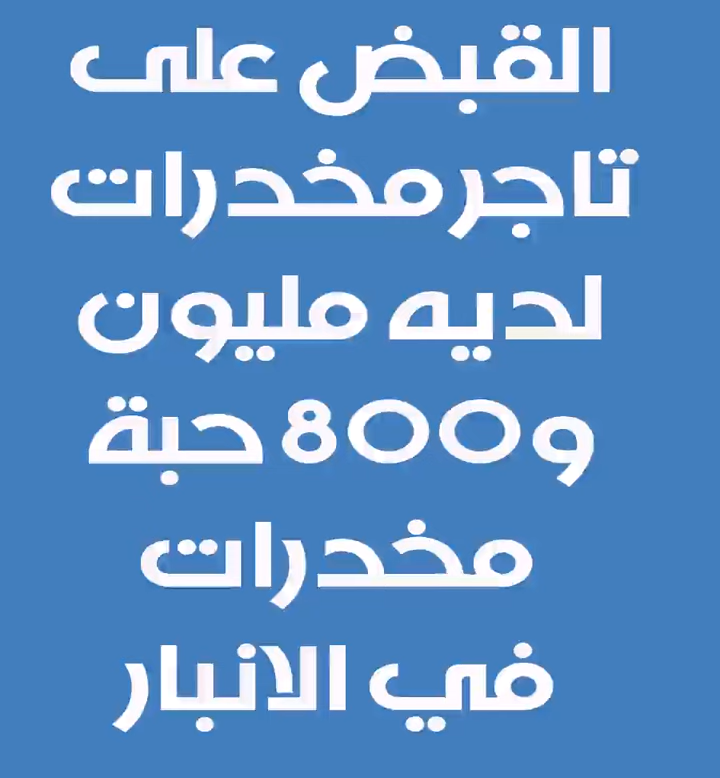 القبض على
تاجر مخدرات
لديه مليون
و800 حبة
مخدرات
في الانبار